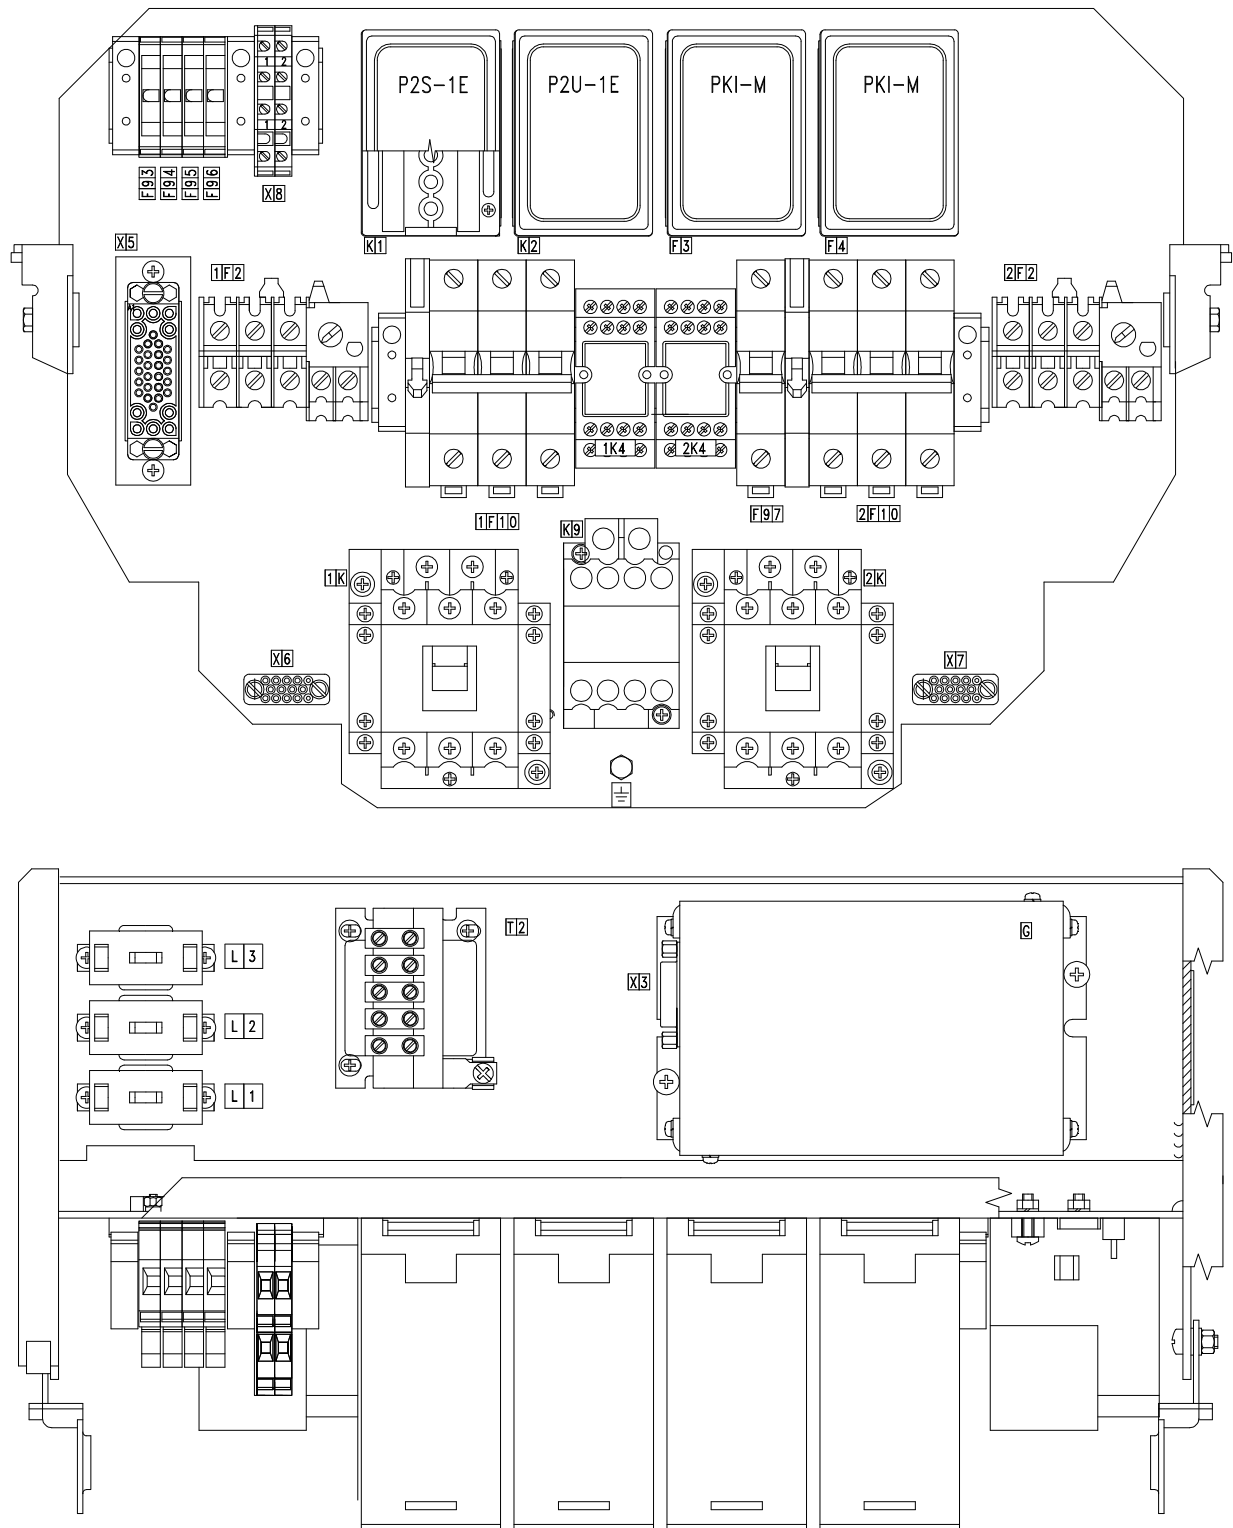 P2S-1E P2U-1E PKI-M PKI-M
1 2
1 2
F93 F94 F95 F96
X8
K1 K2 F3 F4
X5
1F2 2F2
1K4 2K4
1F10 F97 2F10
K9
1K 2K
X6 X7
T2 G
L3
X3
L2
L1